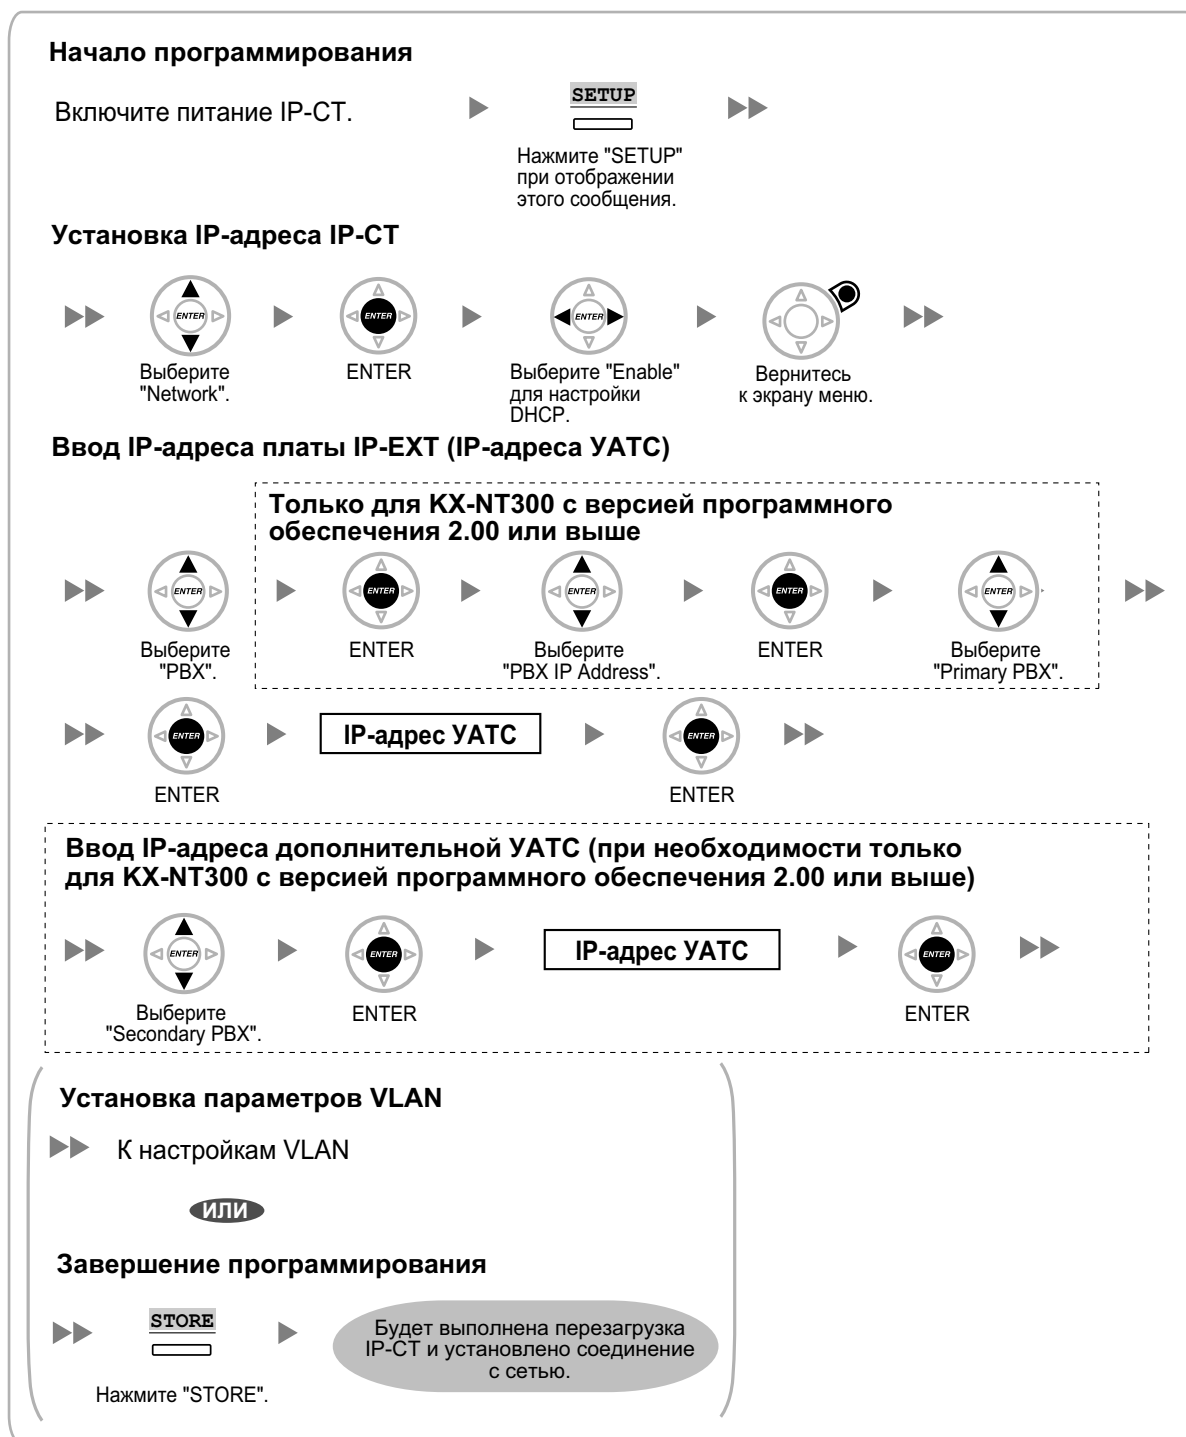 Начало программирования
Включите питание IP-CT.
SETUP
Нажмите "SETUP"
при отображении
этого сообщения.
Установка IP-адреса IP-CT
ENTER
ENTER
ENTER
Выберите
"Network".
ENTER
Выберите "Enable"
для настройки
DHCP.
Вернитесь
к экрану меню.
Ввод IP-адреса платы IP-EXT (IP-адреса УАТС)
Только для KX-NT300 с версией программного
обеспечения 2.00 или выше
ENTER
ENTER
ENTER
ENTER
ENTER
Выберите
"PBX".
ENTER
Выберите
"PBX IP Address".
ENTER
Выберите
"Primary PBX".
ENTER
IP-адрес УАТС
ENTER
ENTER
ENTER
Ввод IP-адреса дополнительной УАТС (при необходимости только
для KX-NT300 с версией программного обеспечения 2.00 или выше)
ENTER
ENTER
IP-адрес УАТС
ENTER
Выберите
"Secondary PBX".
ENTER
ENTER
Установка параметров VLAN
К настройкам VLAN
ИЛИ
Завершение программирования
STORE
Нажмите "STORE".
Будет выполнена перезагрузка
IP-CT и установлено соединение
с сетью.